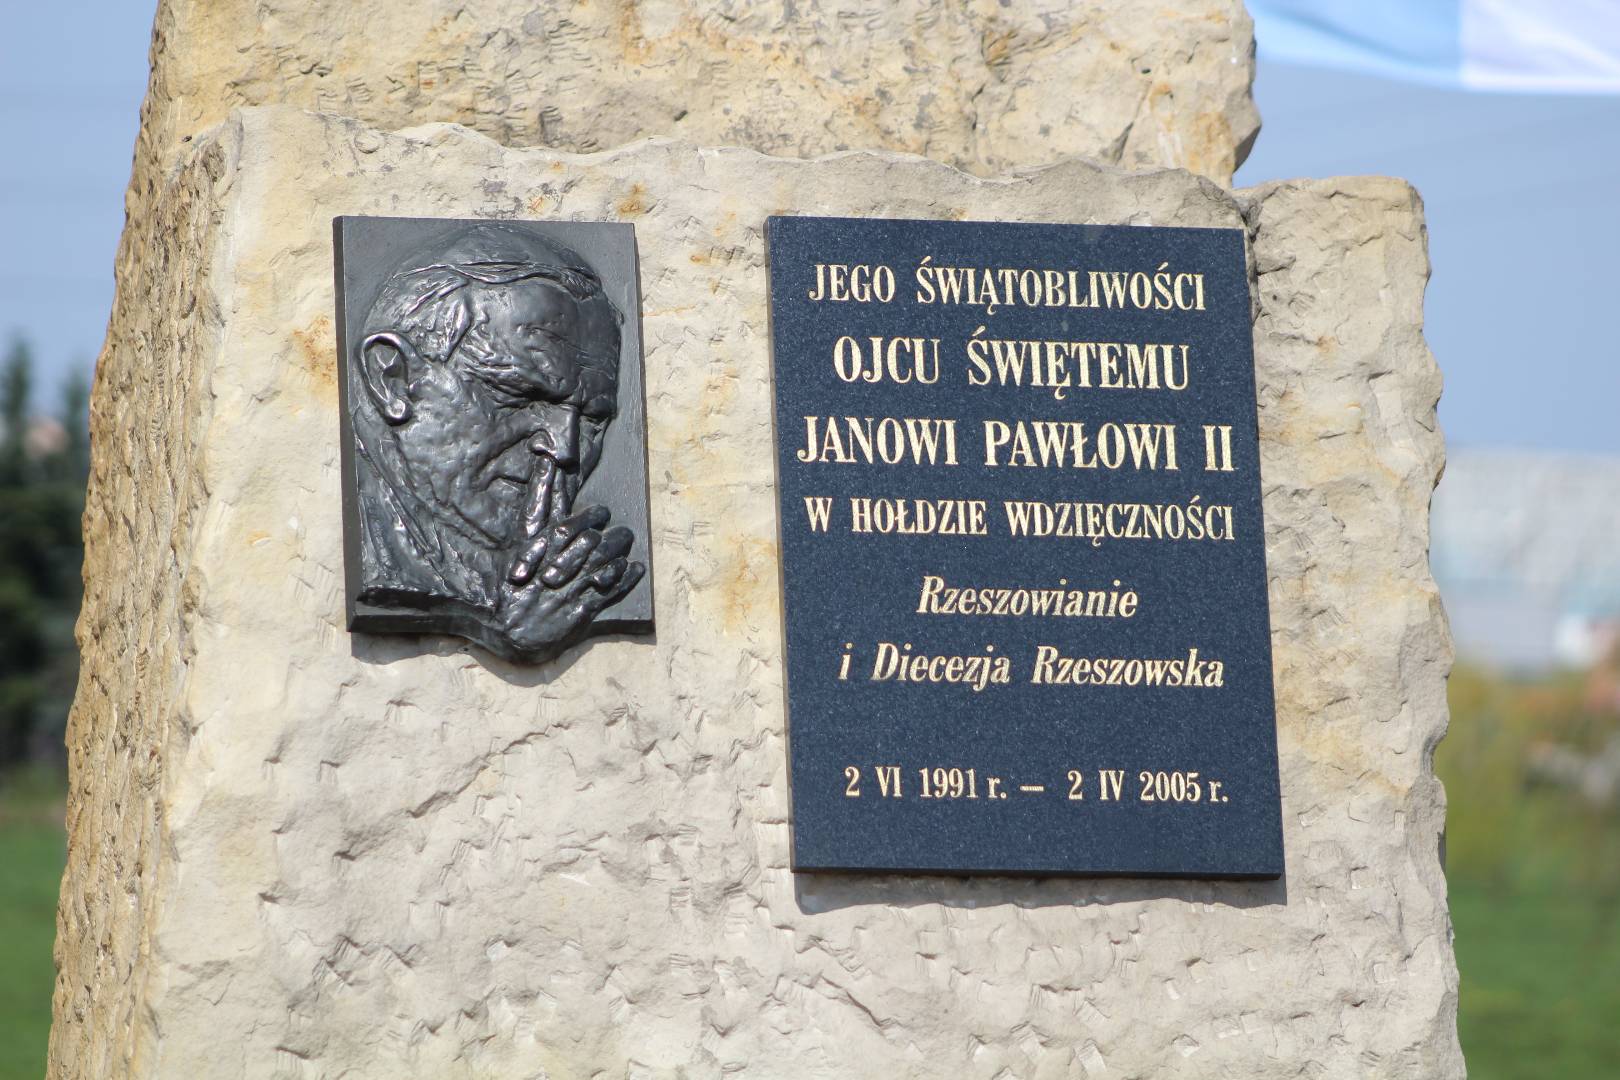 JEGO ŚWIĄTOBLIWOŚCI
OJCU ŚWIĘTEMU
JANOWI PAWŁOWI II
W HOŁDZIE WDZIĘCZNOŚCI
Rzeszowianie
i Diecezja Rzeszowska
2 VI 1991 r. – 2 IV 2005 r.